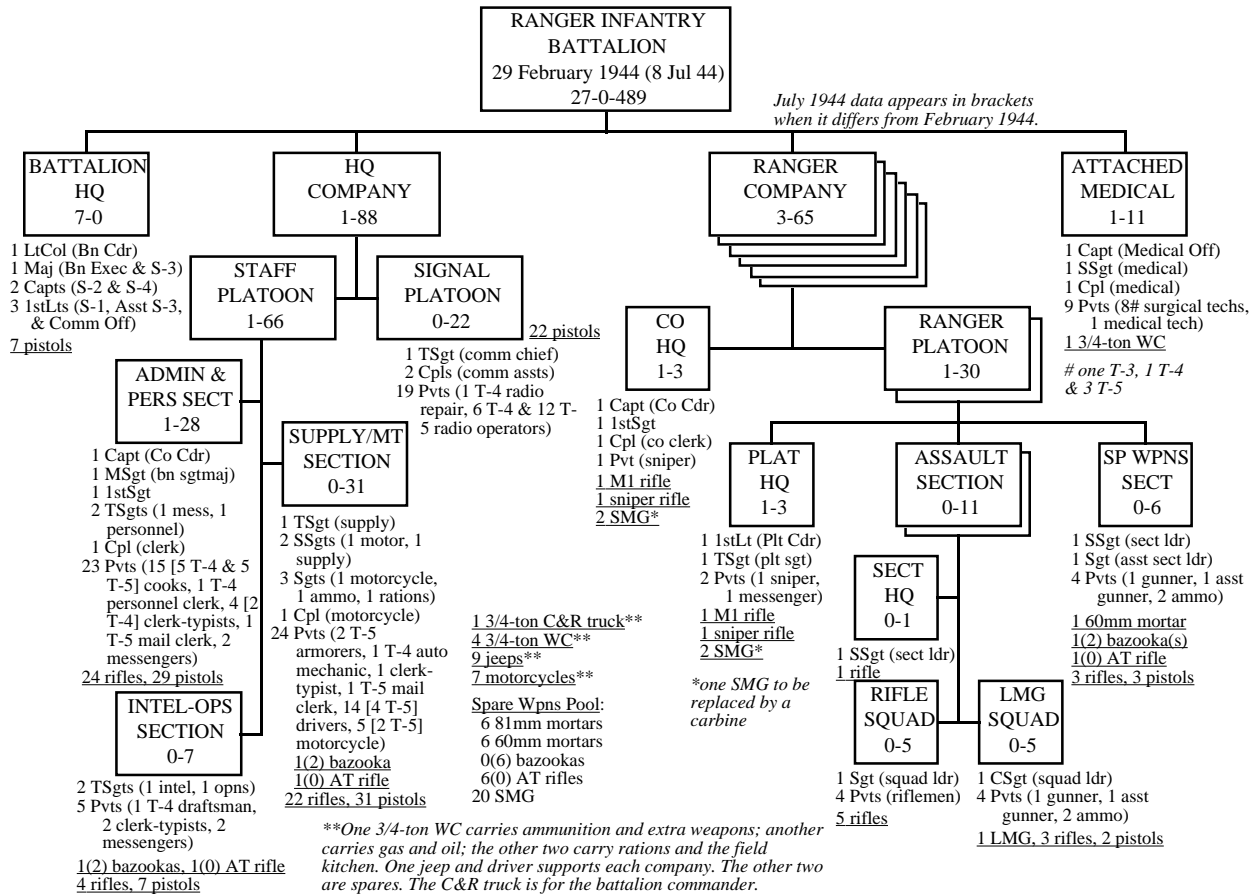 RANGER INFANTRY
BATTALION
29 February 1944 (8 Jul 44)
27-0-489
July 1944 data appears in brackets
when it differs from February 1944.
BATTALION
HQ
7-0
1 LtCol (Bn Cdr)
1 Maj (Bn Exec & S-3)
2 Capts (S-2 & S-4)
3 1stLts (S-1, Asst S-3,
& Comm Off)
7 pistols
HQ
COMPANY
1-88
STAFF
PLATOON
1-66
SIGNAL
PLATOON
0-22
22 pistols
1 TSgt (comm chief)
2 Cpls (comm assts)
19 Pvts (1 T-4 radio
repair, 6 T-4 & 12 T-
5 radio operators)
ADMIN &
PERS SECT
1-28
1 Capt (Co Cdr)
1 MSgt (bn sgtmaj)
1 1stSgt
2 TSgts (1 mess, 1
personnel)
1 Cpl (clerk)
23 Pvts (15 [5 T-4 & 5
T-5] cooks, 1 T-4
personnel clerk, 4 [2
T-4] clerk-typists, 1
T-5 mail clerk, 2
messengers)
24 rifles, 29 pistols
INTEL-OPS
SECTION
0-7
2 TSgts (1 intel, 1 opns)
5 Pvts (1 T-4 draftsman,
2 clerk-typists, 2
messengers)
1(2) bazookas, 1(0) AT rifle
4 rifles, 7 pistols
SUPPLY/MT
SECTION
0-31
1 TSgt (supply)
2 SSgts (1 motor, 1
supply)
3 Sgts (1 motorcycle,
1 ammo, 1 rations)
1 Cpl (motorcycle)
24 Pvts (2 T-5
armorers, 1 T-4 auto
mechanic, 1 clerk-
typist, 1 T-5 mail
clerk, 14 [4 T-5]
drivers, 5 [2 T-5]
motorcycle)
1(2) bazooka
1(0) AT rifle
22 rifles, 31 pistols
1 3/4-ton C&R truck**
4 3/4-ton WC**
9 jeeps**
7 motorcycles**
Spare Wpns Pool:
6 81mm mortars
6 60mm mortars
0(6) bazookas
6(0) AT rifles
20 SMG
**One 3/4-ton WC carries ammunition and extra weapons; another
carries gas and oil; the other two carry rations and the field
kitchen. One jeep and driver supports each company. The other two
are spares. The C&R truck is for the battalion commander.
RANGER
COMPANY
3-65
CO
HQ
1-3
1 Capt (Co Cdr)
1 1stSgt
1 Cpl (co clerk)
1 Pvt (sniper)
1 M1 rifle
1 sniper rifle
2 SMG*
RANGER
PLATOON
1-30
PLAT
HQ
1-3
1 1stLt (Plt Cdr)
1 TSgt (plt sgt)
2 Pvts (1 sniper,
1 messenger)
1 M1 rifle
1 sniper rifle
2 SMG*
*one SMG to be
replaced by a
carbine
ASSAULT
SECTION
0-11
SECT
HQ
0-1
1 SSgt (sect ldr)
1 rifle
RIFLE
SQUAD
0-5
1 Sgt (squad ldr)
4 Pvts (riflemen)
5 rifles
LMG
SQUAD
0-5
1 CSgt (squad ldr)
4 Pvts (1 gunner, 1 asst
gunner, 2 ammo)
1 LMG, 3 rifles, 2 pistols
SP WPNS
SECT
0-6
1 SSgt (sect ldr)
1 Sgt (asst sect ldr)
4 Pvts (1 gunner, 1 asst
gunner, 2 ammo)
1 60mm mortar
1(2) bazooka(s)
1(0) AT rifle
3 rifles, 3 pistols
ATTACHED
MEDICAL
1-11
1 Capt (Medical Off)
1 SSgt (medical)
1 Cpl (medical)
9 Pvts (8# surgical techs,
1 medical tech)
1 3/4-ton WC
# one T-3, 1 T-4
& 3 T-5